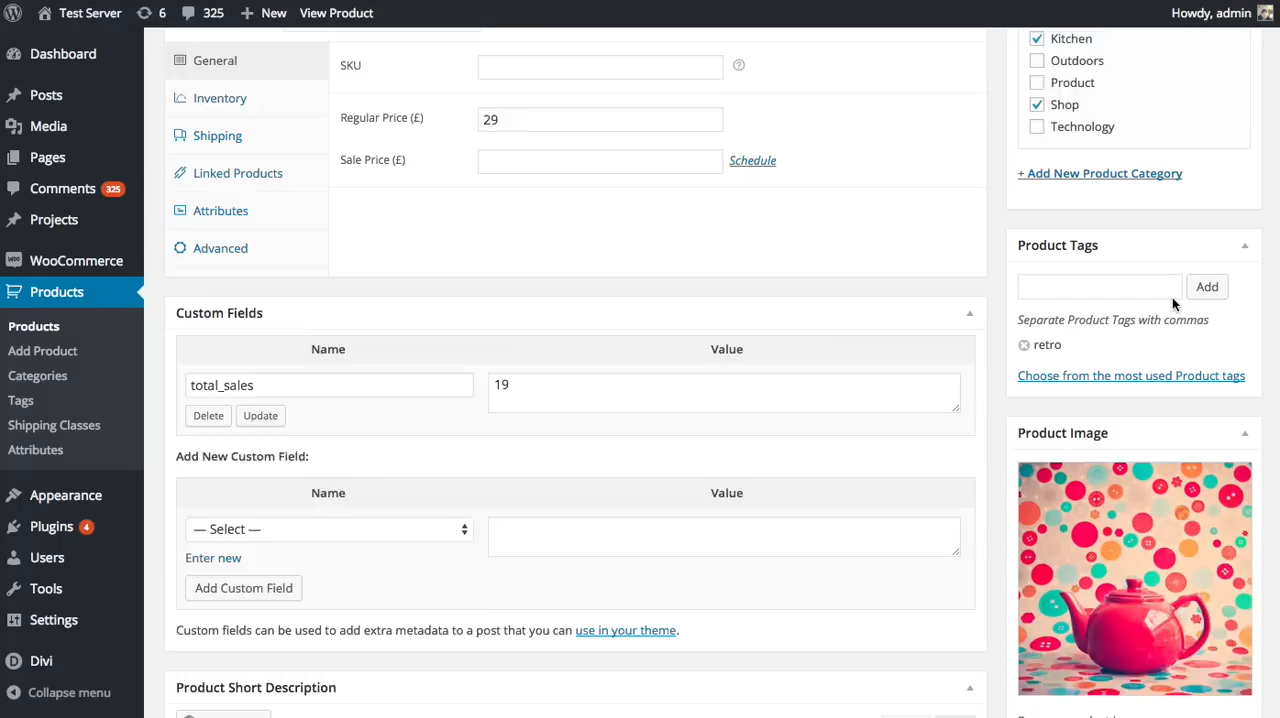 Test Server 6 325 + New View Product Howdy, admin
Dashboard
Posts
Media
Pages
Comments 325
Projects
WooCommerce
Products
Products
Add Product
Categories
Tags
Shipping Classes
Attributes
Appearance
Plugins 4
Users
Tools
Settings
Divi
Collapse menu
General
Inventory
Shipping
Linked Products
Attributes
Advanced
SKU
Regular Price (£) 29
Sale Price (£) Schedule
Custom Fields
Name Value
total_sales 19
Delete Update
Add New Custom Field:
Name Value
— Select —
Enter new
Add Custom Field
Custom fields can be used to add extra metadata to a post that you can use in your theme.
Product Short Description
Kitchen
Outdoors
Product
Shop
Technology
+ Add New Product Category
Product Tags
Add
Separate Product Tags with commas
retro
Choose from the most used Product tags
Product Image